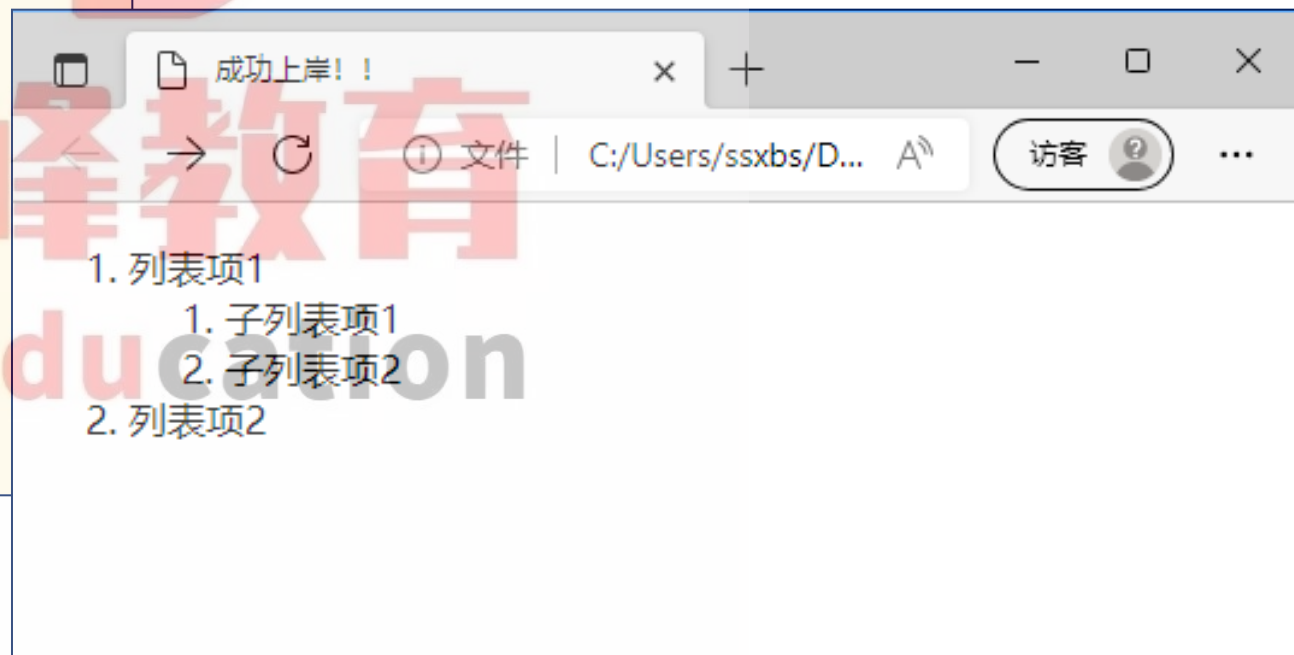 成功上岸！！
文件 C:/Users/ssxbs/D... A 访客
峰教育
1. 列表项1
1. 子列表项1
2. 子列表项2
2. 列表项2
ducation